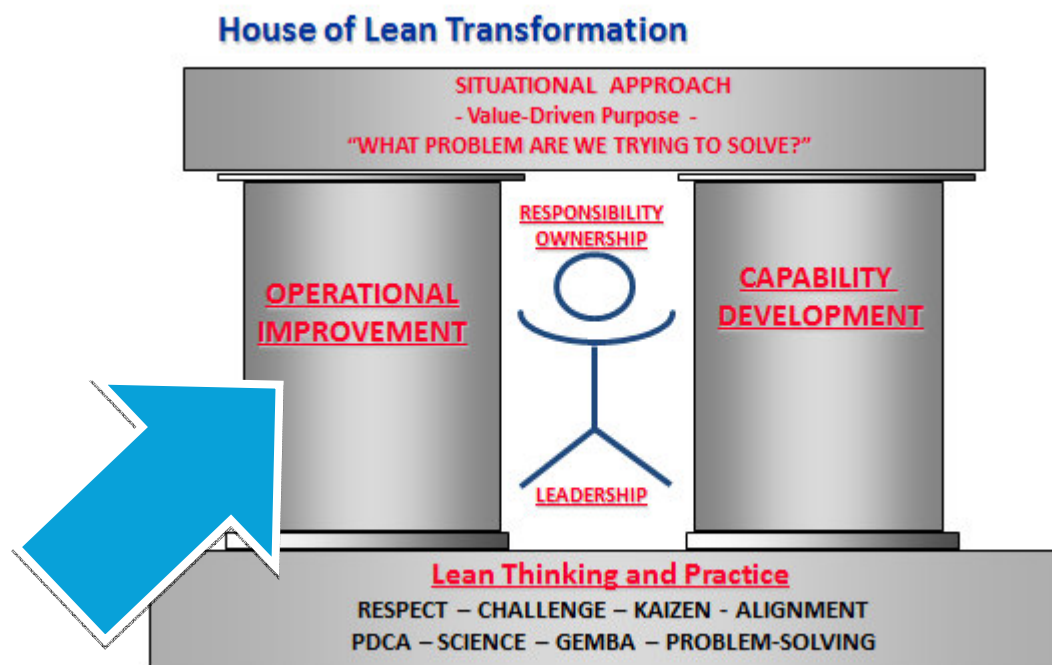 House of Lean Transformation
SITUATIONAL APPROACH
- Value-Driven Purpose -
“WHAT PROBLEM ARE WE TRYING TO SOLVE?”
RESPONSIBILITY
OWNERSHIP
OPERATIONAL
IMPROVEMENT
CAPABILITY
DEVELOPMENT
LEADERSHIP
Lean Thinking and Practice
RESPECT – CHALLENGE – KAIZEN - ALIGNMENT
PDCA – SCIENCE – GEMBA – PROBLEM-SOLVING